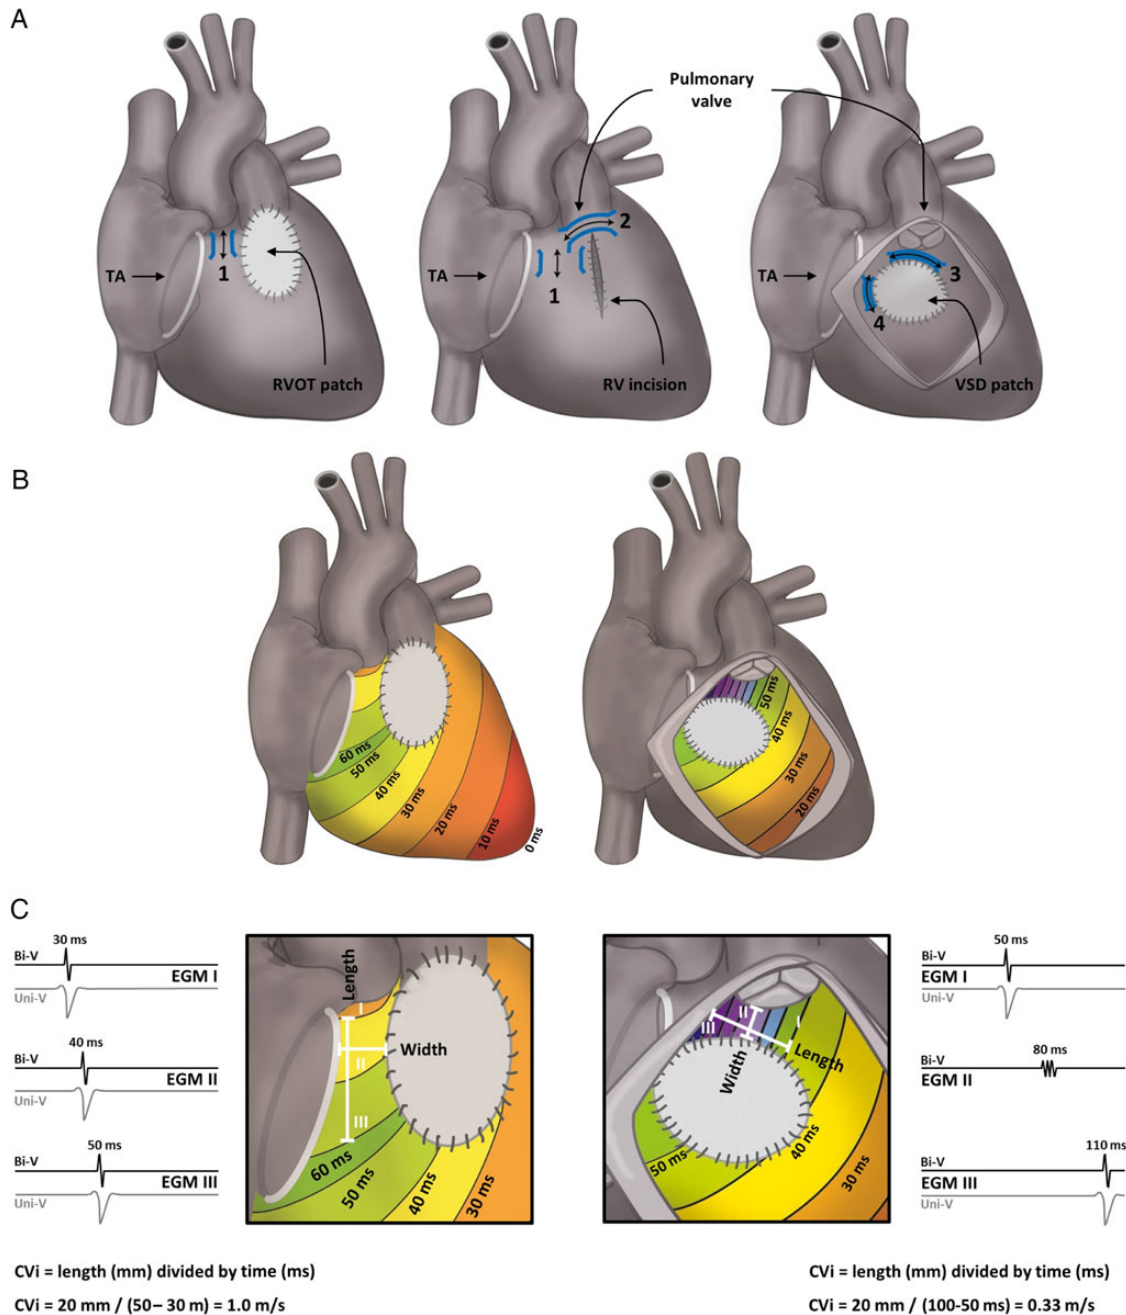 A
Pulmonary
valve
TA
1
RVOT patch
TA
1
2
RV incision
TA
3
4
VSD patch
B
60 ms
50 ms
40 ms
30 ms
20 ms
10 ms
0 ms
50 ms
40 ms
30 ms
20 ms
C
30 ms
Bi-V
EGM I
Uni-V
40 ms
Bi-V
EGM II
Uni-V
50 ms
Bi-V
EGM III
Uni-V
Length
I
Width
II
III
60 ms
50 ms
40 ms
30 ms
III
II
I
Length
Width
50 ms
40 ms
30 ms
50 ms
Bi-V
EGM I
Uni-V
80 ms
Bi-V
EGM II
110 ms
Bi-V
EGM III
Uni-V
CVi = length (mm) divided by time (ms)
CVi = 20 mm / (50– 30 m) = 1.0 m/s
CVi = length (mm) divided by time (ms)
CVi = 20 mm / (100-50 ms) = 0.33 m/s